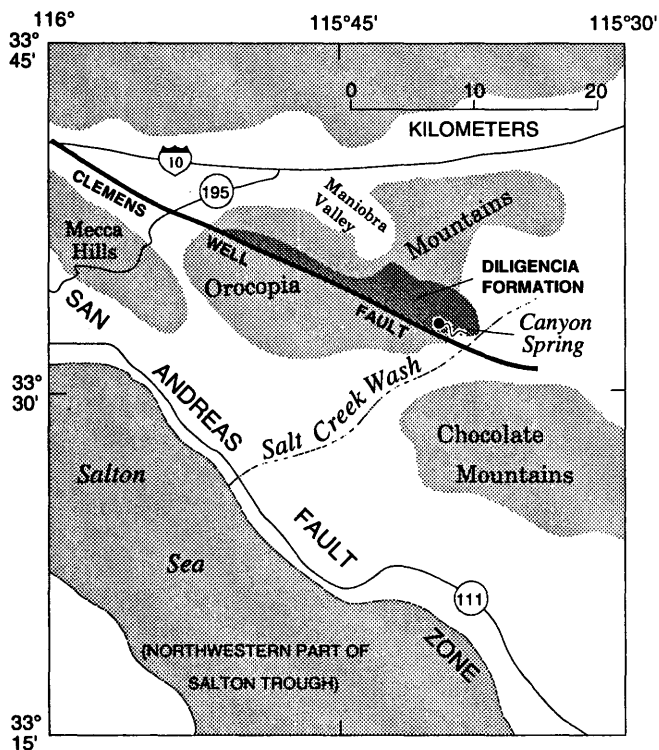 116°
115°45'
115°30'
33°
45'
0
10
20
KILOMETERS
10
CLEMENS
195
Maniobra
Valley
Mountains
Mecca
Hills
WELL
Orocopia
DILIGENCIA
FORMATION
FAULT
Canyon
Spring
SAN
33°
30'
ANDREAS
Salt Creek Wash
Chocolate
Mountains
Salton
FAULT
Sea
111
(NORTHWESTERN PART OF
SALTON TROUGH)
ZONE
33°
15'